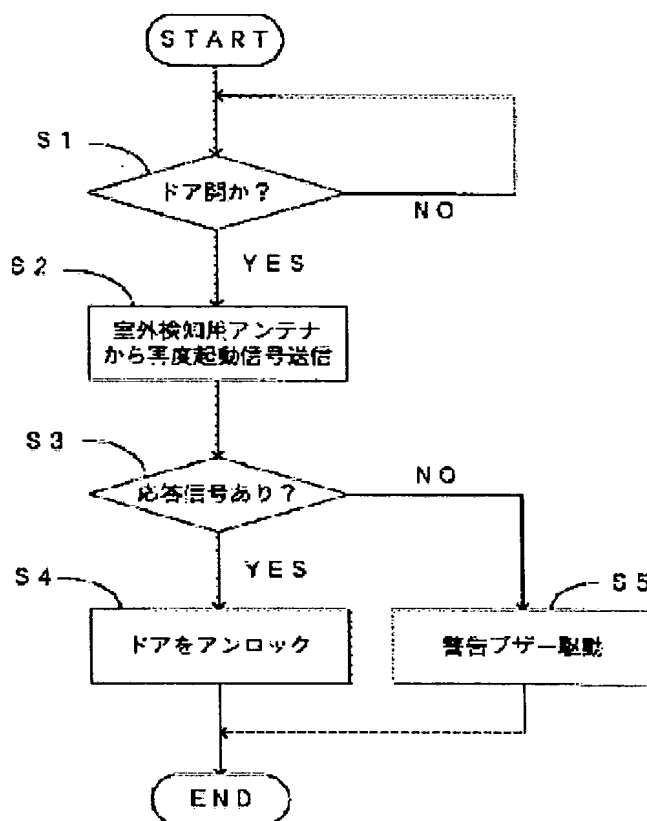 START
S1
ドア開か?
NO
YES
S2
室外検知用アンテナ
から再度起動信号送信
S3
応答信号あり?
NO
YES
S4
ドアをアンロック
S5
警告ブザー駆動
END